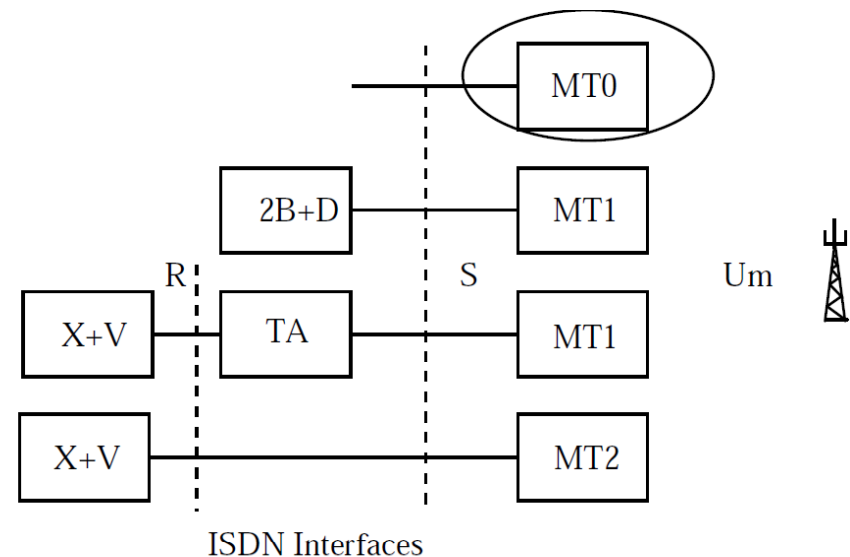 MT0
2B+D
MT1
R
S
Um
X+V
TA
MT1
X+V
MT2
ISDN Interfaces